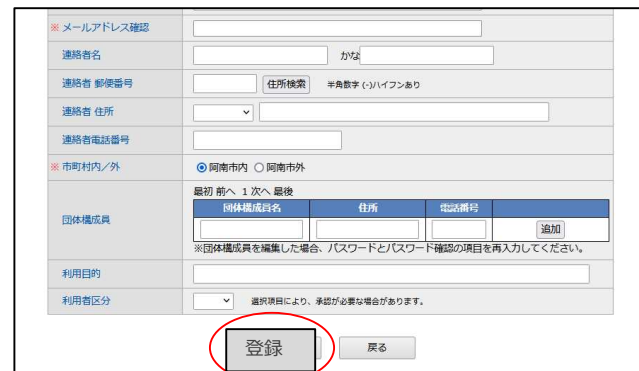 ※ メールアドレス確認
連絡者名 かな
連絡者 郵便番号 住所検索 半角数字 (-)ハイフンあり
連絡者 住所
連絡者電話番号
※ 市町村内／外 阿南市内 阿南市外
最初 前へ 1 次へ 最後
団体構成員名 住所 電話番号
団体構成員 追加
※団体構成員を編集した場合、パスワードとパスワード確認の項目を再入力してください。
利用目的
利用者区分 選択項目により、承認が必要な場合があります。
登録 戻る